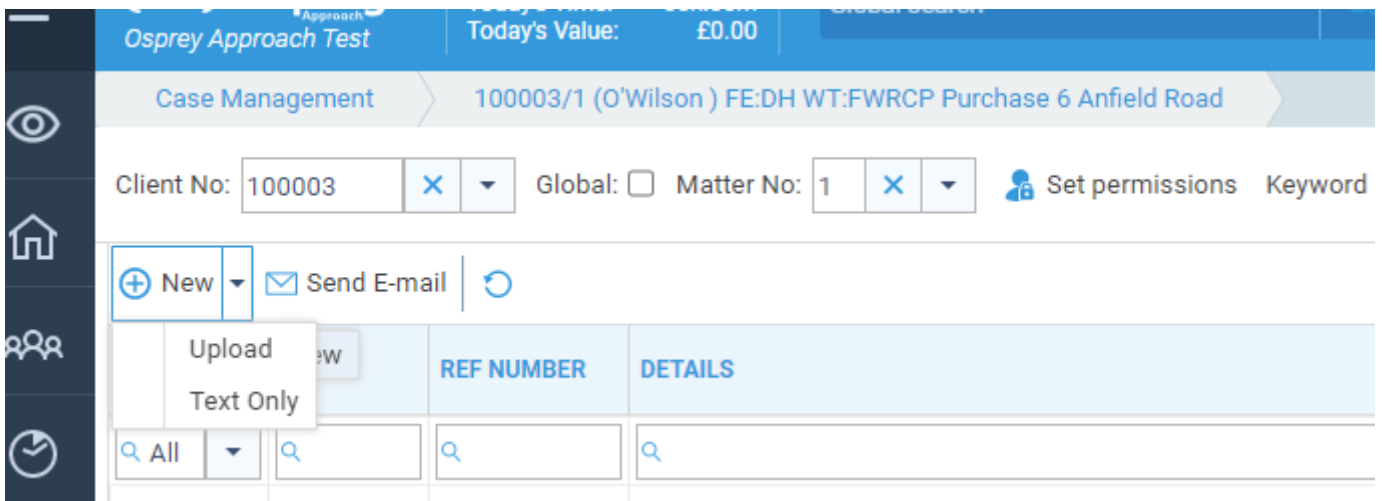 Approach
Osprey Approach Test
Today's Value: £0.00
Case Management
100003/1 (O'Wilson ) FE:DH WT:FWRCP Purchase 6 Anfield Road
Client No: 100003 Global: Matter No: 1 Set permissions Keyword
New Send E-mail
Upload
Text Only
REF NUMBER DETAILS
All